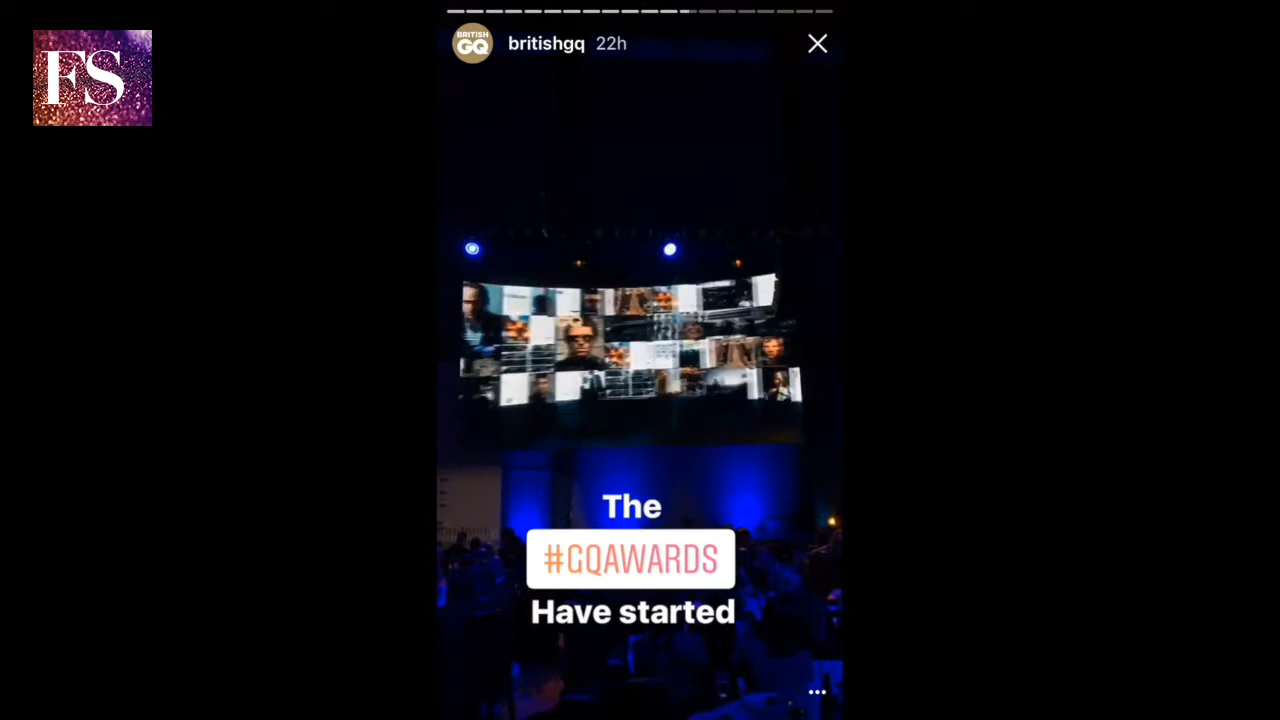 FS
BRITISH
GQ
britishgq 22h
The
#GQAWARDS
Have started